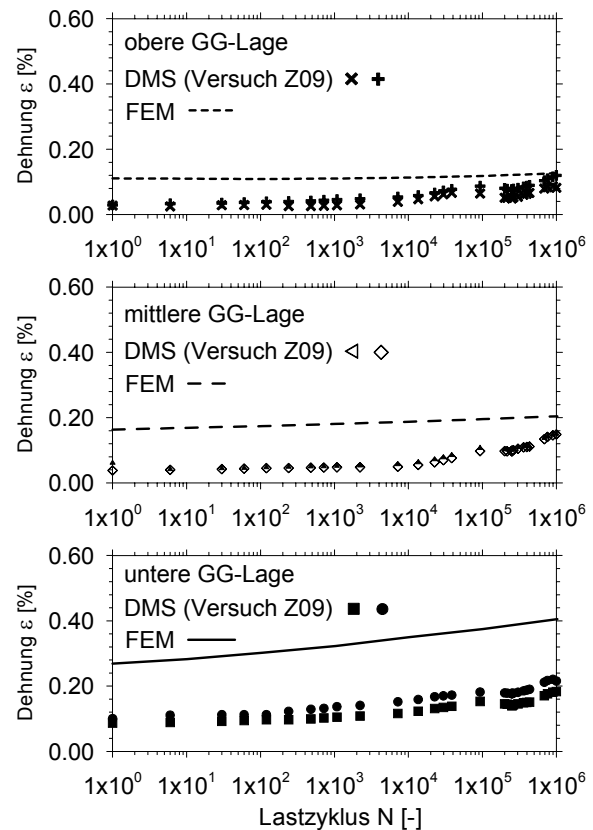 Dehnung ε [%]
0.60
0.40
0.20
0.00
obere GG-Lage
DMS (Versuch Z09)
FEM
1x10⁰ 1x10¹ 1x10² 1x10³ 1x10⁴ 1x10⁵ 1x10⁶
Dehnung ε [%]
0.60
0.40
0.20
0.00
mittlere GG-Lage
DMS (Versuch Z09)
FEM
1x10⁰ 1x10¹ 1x10² 1x10³ 1x10⁴ 1x10⁵ 1x10⁶
Dehnung ε [%]
0.60
0.40
0.20
0.00
untere GG-Lage
DMS (Versuch Z09)
FEM
1x10⁰ 1x10¹ 1x10² 1x10³ 1x10⁴ 1x10⁵ 1x10⁶
Lastzyklus N [-]